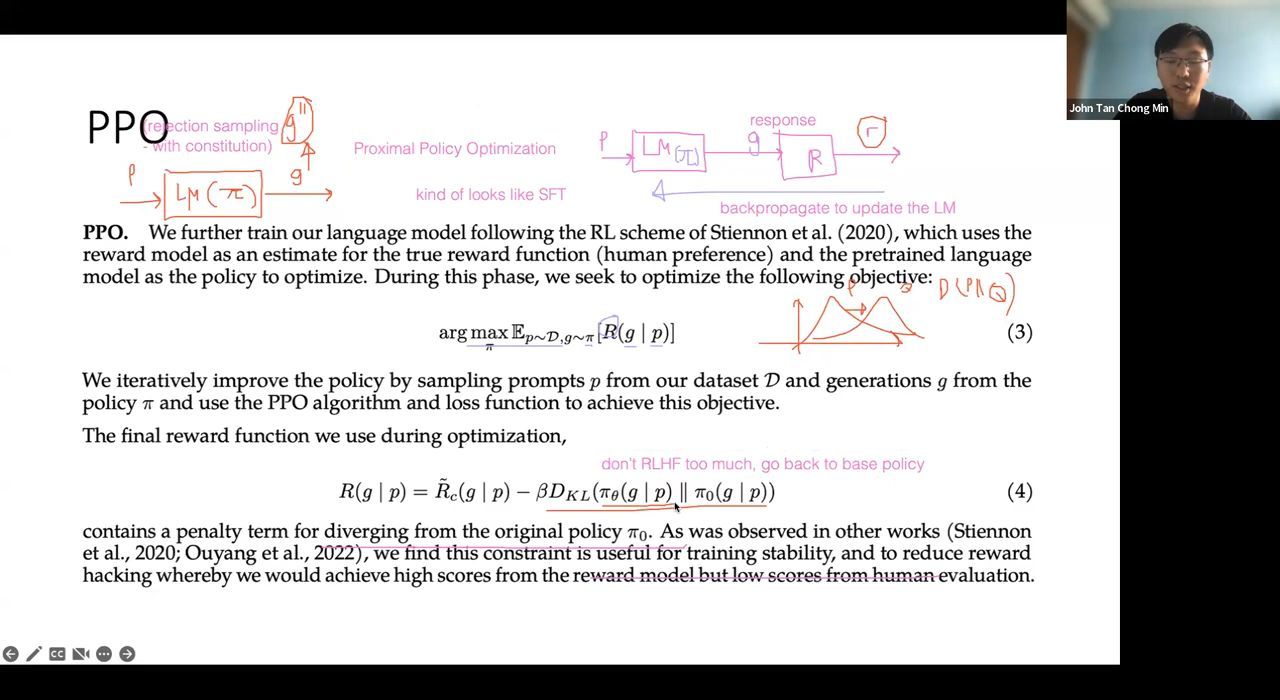 John Tan Chong Min
PPO
(rejection sampling
- with constitution)
g"
p
LM (π)
g
Proximal Policy Optimization
kind of looks like SFT
response
p
LM (π)
g
R
r
backpropagate to update the LM
PPO. We further train our language model following the RL scheme of Stiennon et al. (2020), which uses the
reward model as an estimate for the true reward function (human preference) and the pretrained language
model as the policy to optimize. During this phase, we seek to optimize the following objective:
P
Q
D(P||Q)
arg max_π 𝔼_{p∼𝒟,g∼π}[R(g | p)] (3)
We iteratively improve the policy by sampling prompts p from our dataset 𝒟 and generations g from the
policy π and use the PPO algorithm and loss function to achieve this objective.
The final reward function we use during optimization,
don't RLHF too much, go back to base policy
R(g | p) = R̃_c(g | p) − βD_{KL}(π_θ(g | p) ∥ π_0(g | p)) (4)
contains a penalty term for diverging from the original policy π_0. As was observed in other works (Stiennon
et al., 2020; Ouyang et al., 2022), we find this constraint is useful for training stability, and to reduce reward
hacking whereby we would achieve high scores from the reward model but low scores from human evaluation.
CC